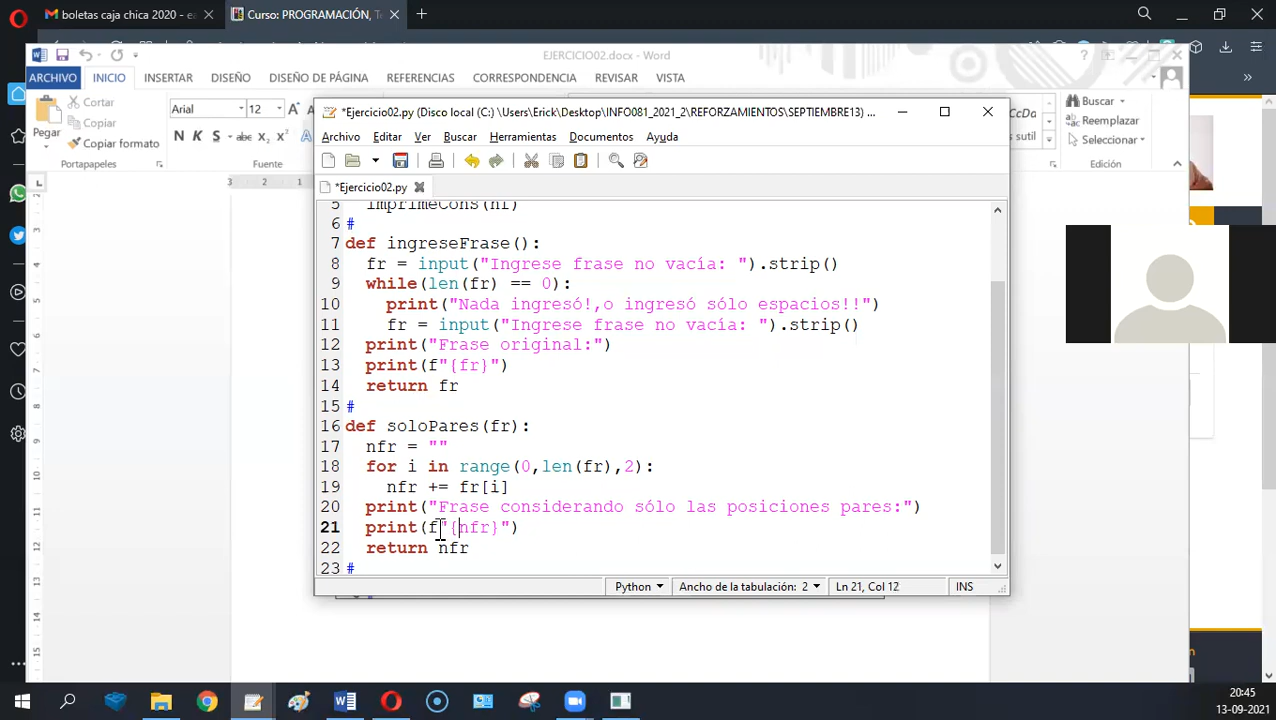 boletas caja chica 2020 - e
Curso: PROGRAMACIÓN, T
EJERCICIO02.docx - Word
ARCHIVO INICIO INSERTAR DISEÑO DISEÑO DE PÁGINA REFERENCIAS CORRESPONDENCIA REVISAR VISTA
Pegar
Cortar
Copiar
Copiar formato
Portapapeles
Arial 12
N K S abc
Fuente
Buscar
Reemplazar
Seleccionar
Edición
3 2 1
*Ejercicio02.py (Disco local (C:) \Users\Erick\Desktop\INFO081_2021_2\REFORZAMIENTOS\SEPTIEMBRE13) ...
Archivo Ver Buscar Herramientas Documentos Ayuda
*Ejercicio02.py
5 imprimeCons(nf)
6 #
7 def ingreseFrase():
8 fr = input("Ingrese frase no vacía: ").strip()
9 while(len(fr) == 0):
10 print("Nada ingresó!,o ingresó sólo espacios!!")
11 fr = input("Ingrese frase no vacía: ").strip()
12 print("Frase original:")
13 print(f"{fr}")
14 return fr
15 #
16 def soloPares(fr):
17 nfr = ""
18 for i in range(0,len(fr),2):
19 nfr += fr[i]
20 print("Frase considerando sólo las posiciones pares:")
21 print(f"{nfr}")
22 return nfr
23 #
Python Ancho de la tabulación: 2 Ln 21, Col 12 INS
20:45
13-09-2021